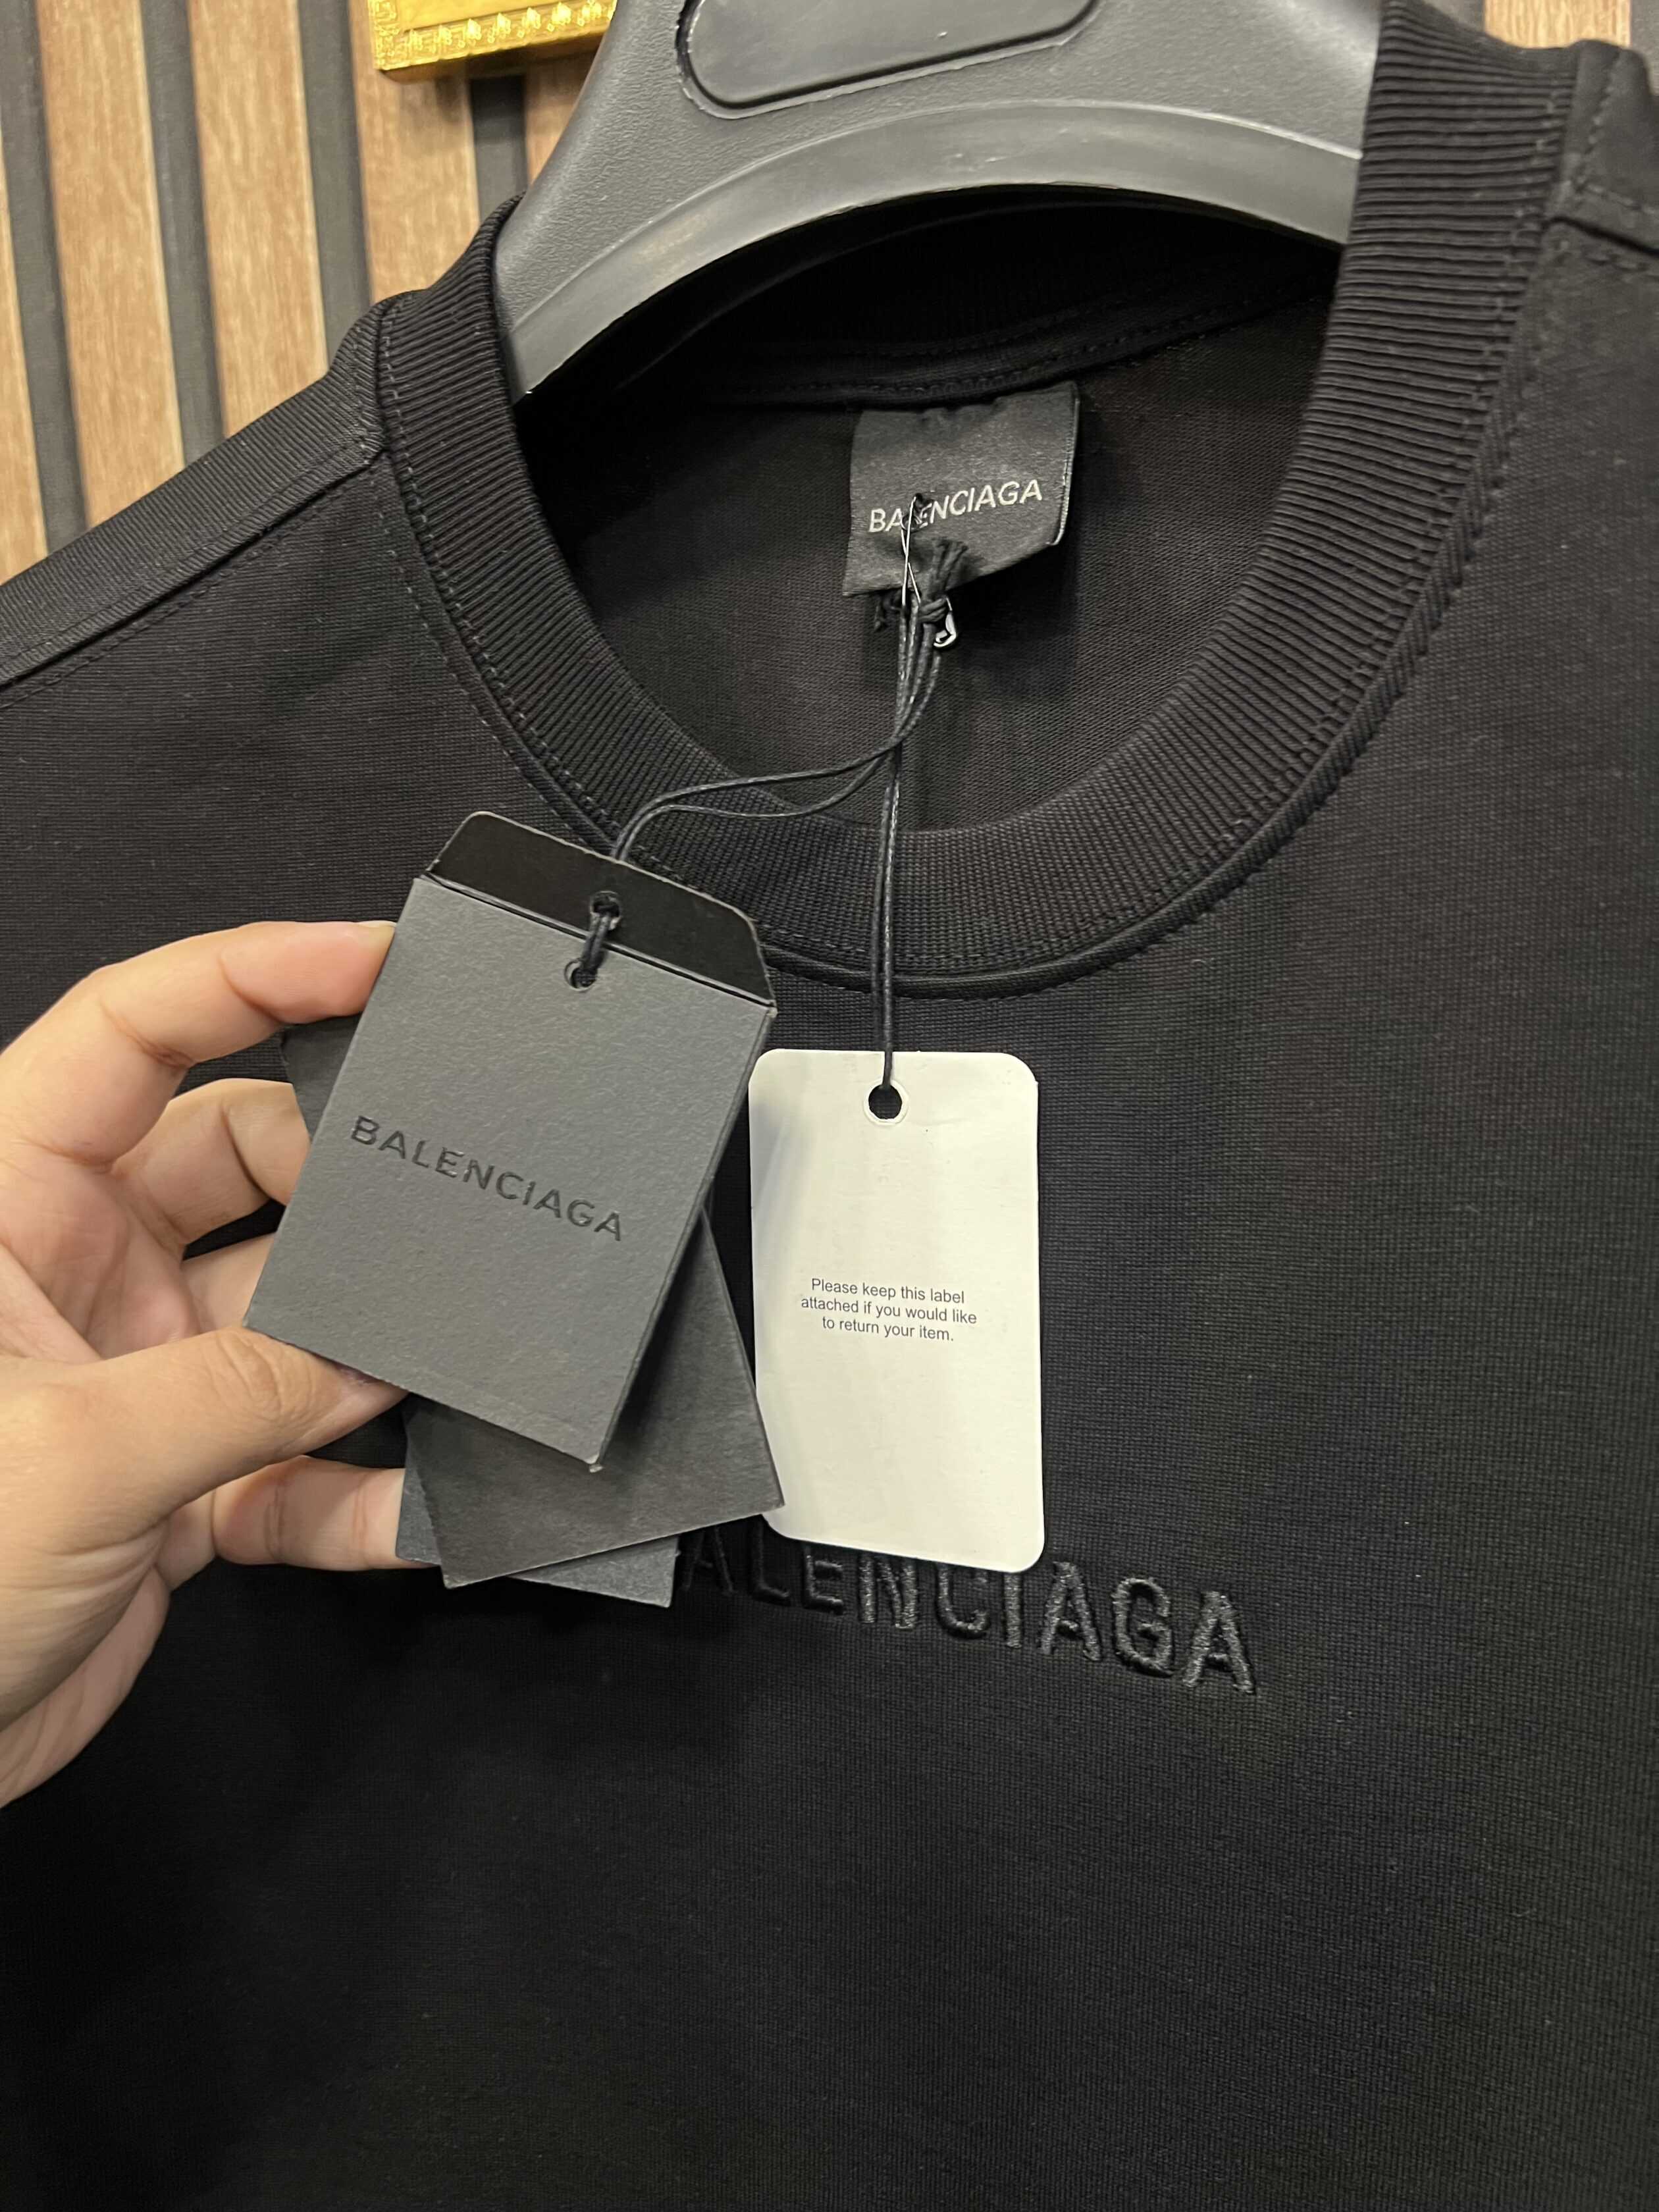 BALENCIAGA
BALENCIAGA
Please keep this label
attached if you would like
to return your item.
ALENCIAGA